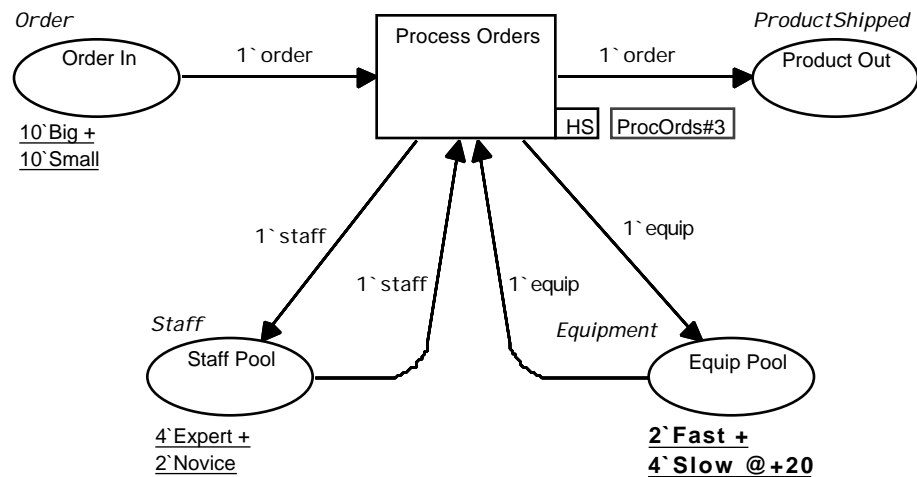 Order
ProductShipped
Order In
1`order
Process Orders
1`order
Product Out
10`Big +
10`Small
HS
ProcOrds#3
1`staff
1`equip
1`staff
1`equip
Staff
Equipment
Staff Pool
Equip Pool
4`Expert +
2`Novice
2`Fast +
4`Slow @+20